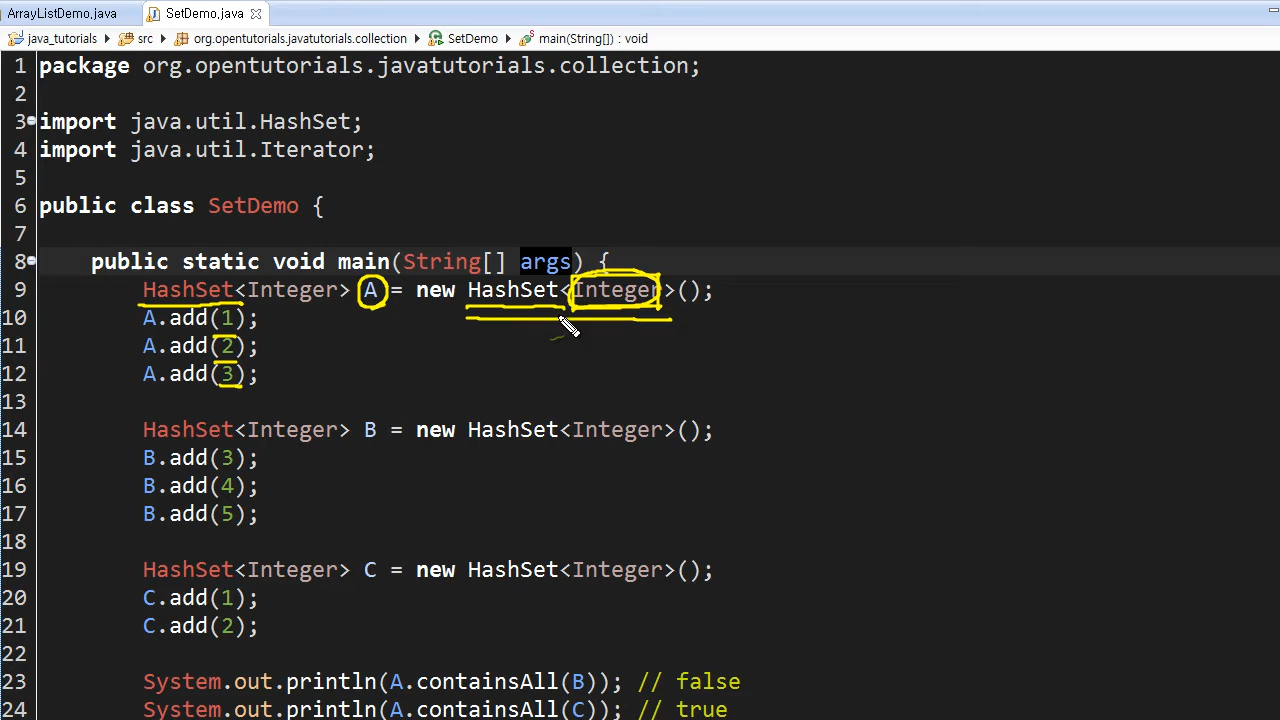 ArrayListDemo.java SetDemo.java
java_tutorials src org.opentutorials.javatutorials.collection SetDemo main(String[]) : void
1 package org.opentutorials.javatutorials.collection;
2
3 import java.util.HashSet;
4 import java.util.Iterator;
5
6 public class SetDemo {
7
8 public static void main(String[] args) {
9 HashSet<Integer> A = new HashSet<Integer>();
10 A.add(1);
11 A.add(2);
12 A.add(3);
13
14 HashSet<Integer> B = new HashSet<Integer>();
15 B.add(3);
16 B.add(4);
17 B.add(5);
18
19 HashSet<Integer> C = new HashSet<Integer>();
20 C.add(1);
21 C.add(2);
22
23 System.out.println(A.containsAll(B)); // false
24 System.out.println(A.containsAll(C)); // true